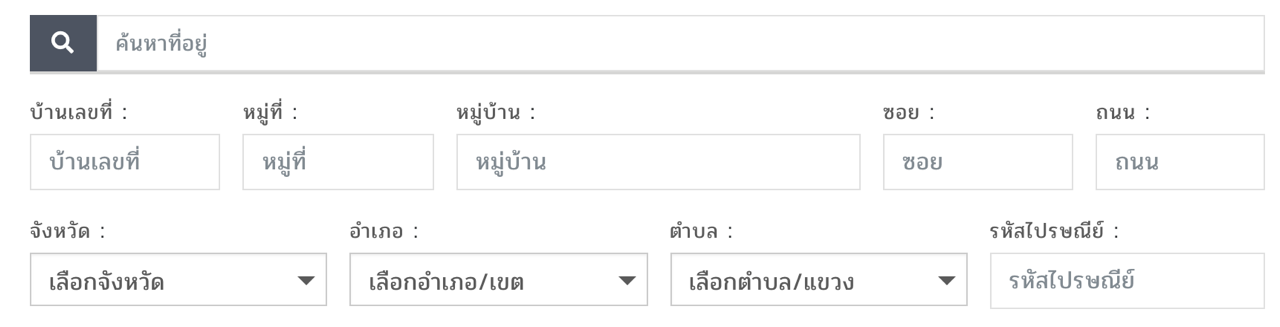 ค้นหาที่อยู่
บ้านเลขที่ : หมู่ที่ : หมู่บ้าน : ซอย : ถนน :
บ้านเลขที่ หมู่ที่ หมู่บ้าน ซอย ถนน
จังหวัด : อำเภอ : ตำบล : รหัสไปรษณีย์ :
เลือกจังหวัด เลือกอำเภอ/เขต เลือกตำบล/แขวง รหัสไปรษณีย์